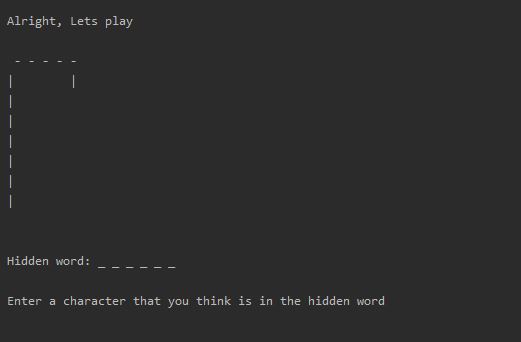 Alright, Lets play
 - - - - -
|        |
|
|
|
|
|
|
Hidden word: _ _ _ _ _ _
Enter a character that you think is in the hidden word